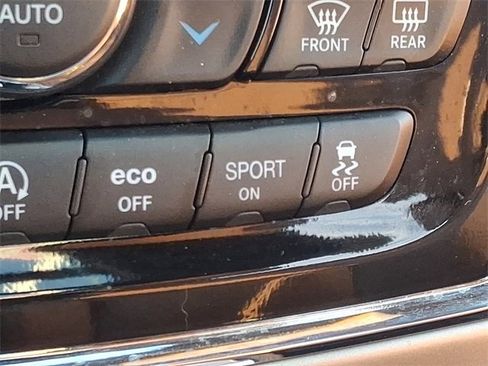 AUTO
FRONT
REAR
A
OFF
eco
OFF
SPORT
ON
OFF